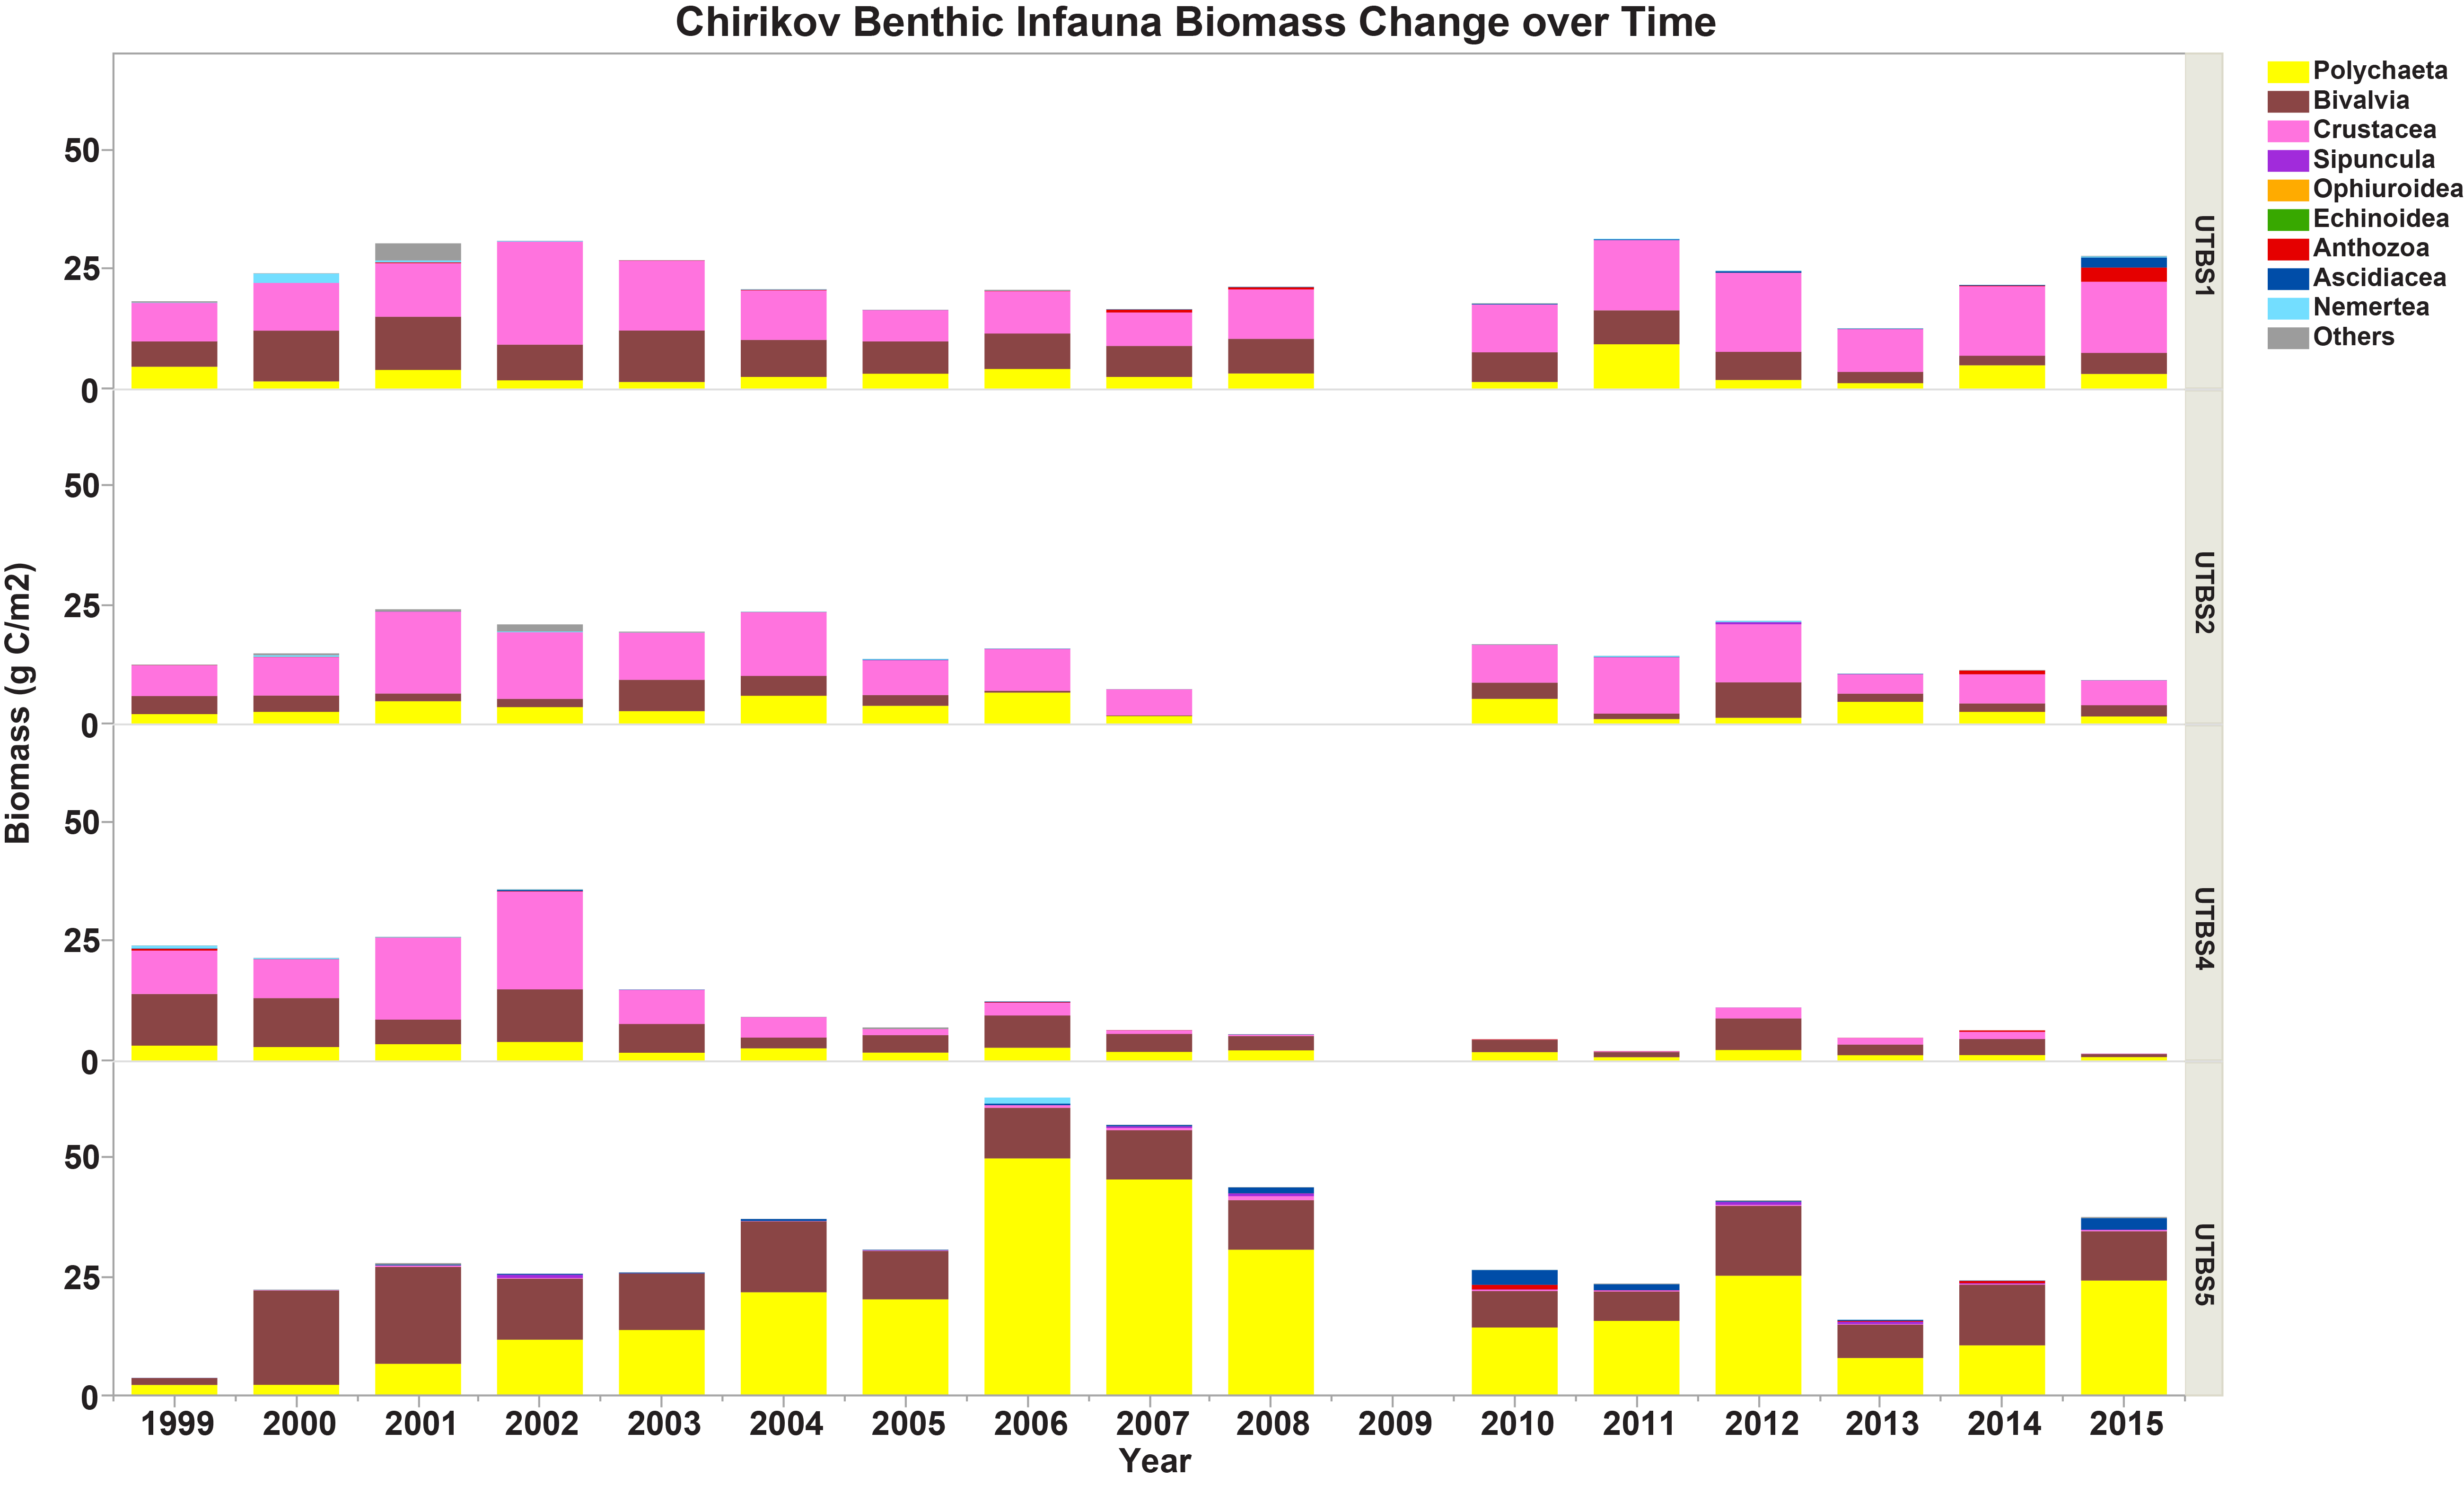 Chirikov Benthic Infauna Biomass Change over Time
Polychaeta
Bivalvia
Crustacea
Sipuncula
Ophiuroidea
Echinoidea
Anthozoa
Ascidiacea
Nemertea
Others
Biomass (g C/m2)
50
25
0
UTBS1
50
25
0
UTBS2
50
25
0
UTBS4
50
25
0
UTBS5
1999 2000 2001 2002 2003 2004 2005 2006 2007 2008 2009 2010 2011 2012 2013 2014 2015
Year